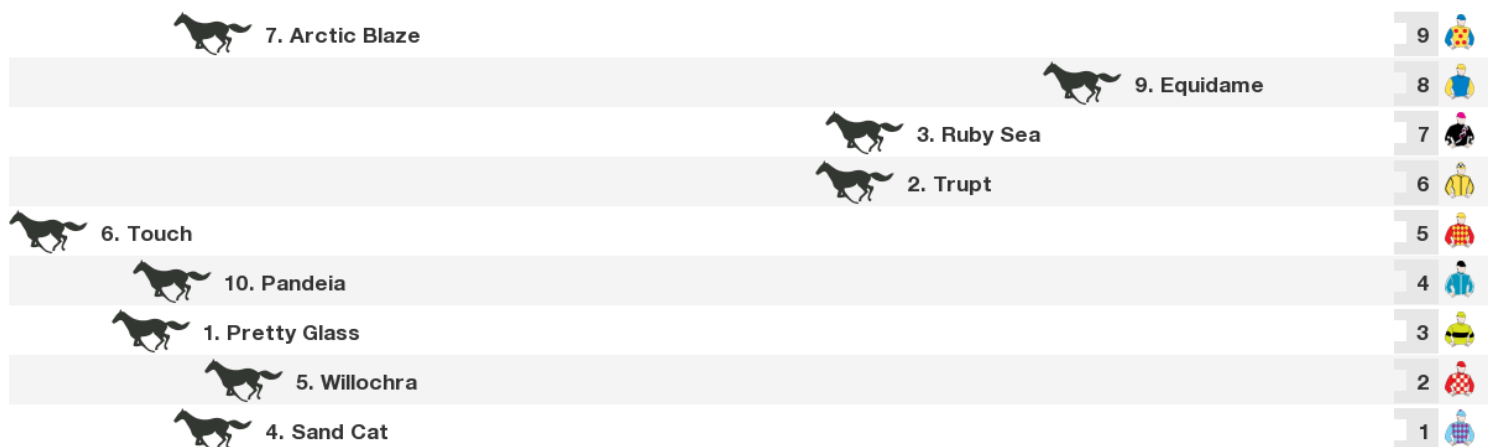 7. Arctic Blaze 9
9. Equidame 8
3. Ruby Sea 7
2. Trupt 6
6. Touch 5
10. Pandeia 4
1. Pretty Glass 3
5. Willochra 2
4. Sand Cat 1